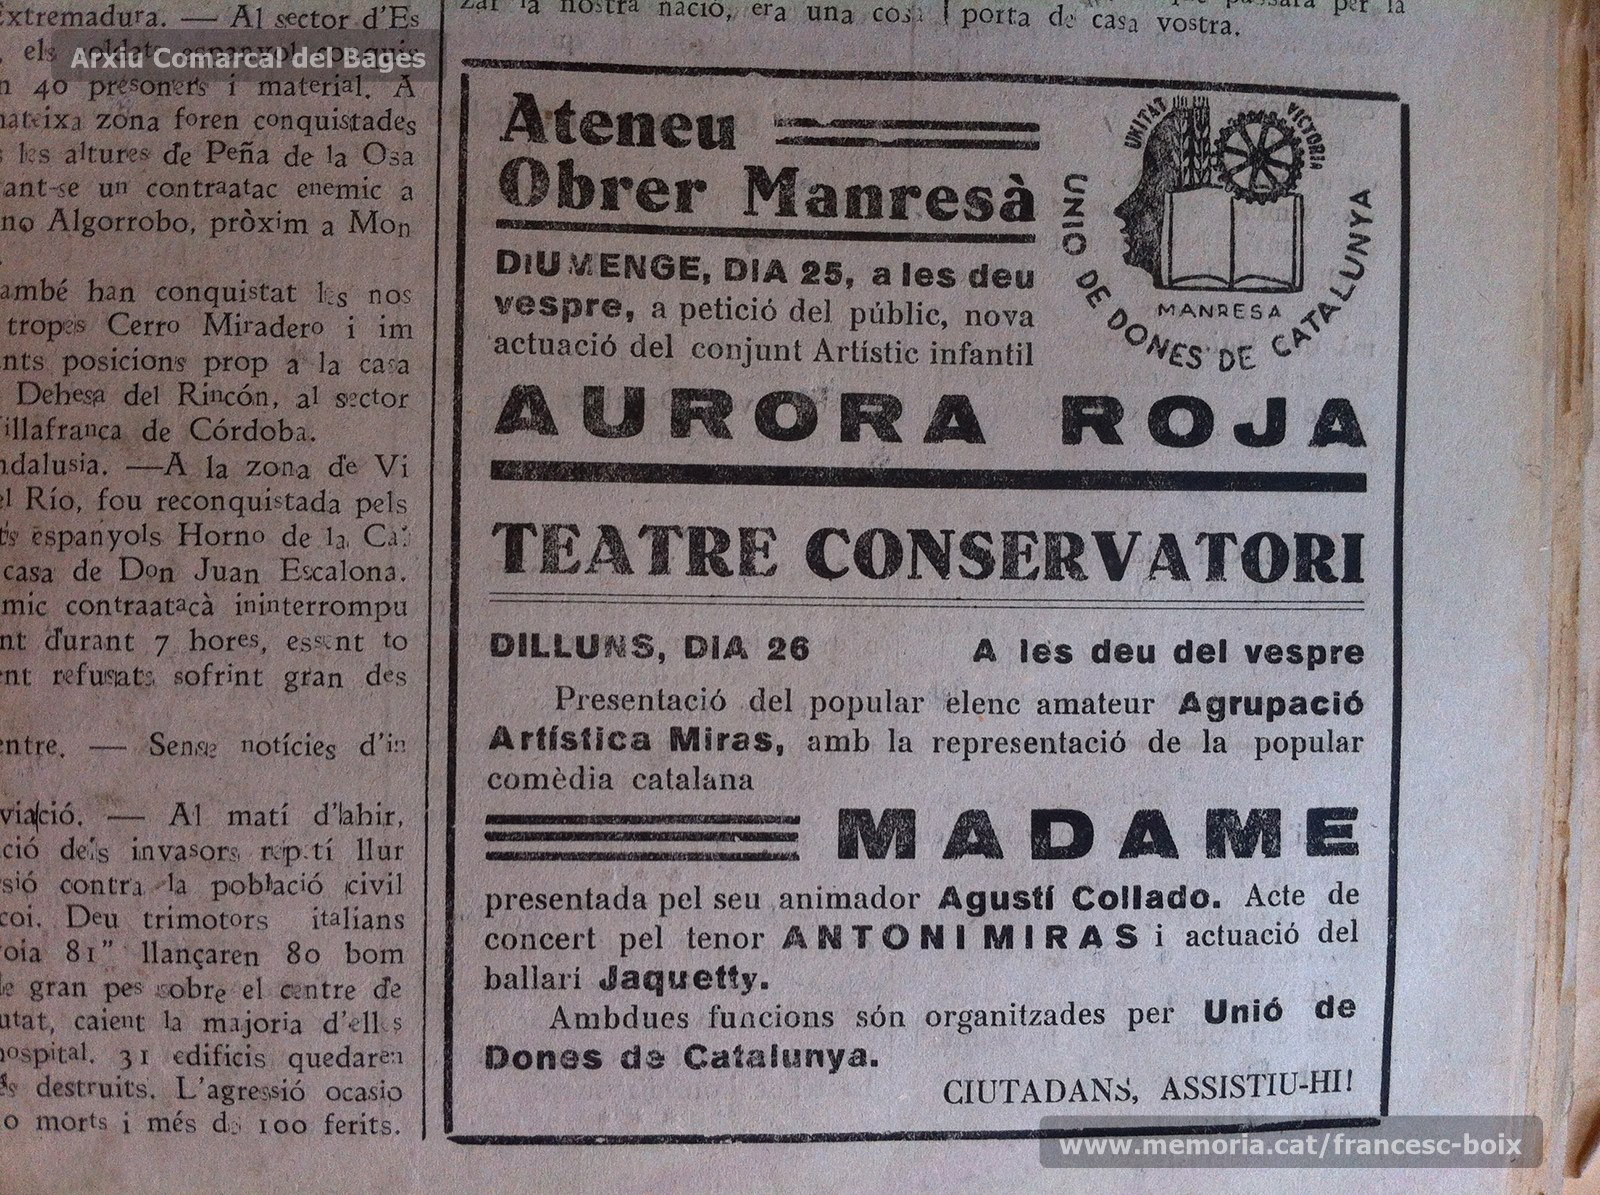 Extremadura. — Al sector d'Es
els soldats espanyols
40 presoners i material. A
zona foren conquistades
les altures de Peña de la Osa
ant-se un contraatac enemic a
Algorrobo, pròxim a Mon
també han conquistat les nos
tropes Cerro Miradero i im
posicions prop a la casa
Dehesa del Rincón, al sector
illafranca de Córdoba.
ndalusia. —A la zona de Vi
el Río, fou reconquistada pels
espanyols Horno de la
casa de Don Juan Escalona.
mic contraatacà ininterrompu
nt durant 7 hores, essent to
ent refusats sofrint gran des
entre. — Sense notícies d'in
viació. — Al matí d'ahir,
ció dels invasors repetí llur
sió contra la població civil
coi. Deu trimotors italians
oia 81" llançaren 80 bom
de gran pes sobre el centre de
utat, caient la majoria d'elles
hospital. 31 edificis quedaren
destruits. L'agressió ocasio
0 morts i més de 100 ferits.
Arxiu Comarcal del Bages
zar la nostra nació, era una cosa
per la
porta de casa vostra.
Ateneu
Obrer Manresà
UNITAT VICTORIA
UNIO DE DONES DE CATALUNYA
MANRESA
DIUMENGE, DIA 25, a les deu
vespre, a petició del públic, nova
actuació del conjunt Artístic infantil
AURORA ROJA
TEATRE CONSERVATORI
DILLUNS, DIA 26 A les deu del vespre
Presentació del popular elenc amateur Agrupació
Artística Miras, amb la representació de la popular
comèdia catalana
MADAME
presentada pel seu animador Agustí Collado. Acte de
concert pel tenor ANTONI MIRAS i actuació del
ballarí Jaquetty.
Ambdues funcions són organitzades per Unió de
Dones de Catalunya.
CIUTADANS, ASSISTIU-HI!
www.memoria.cat/francesc-boix